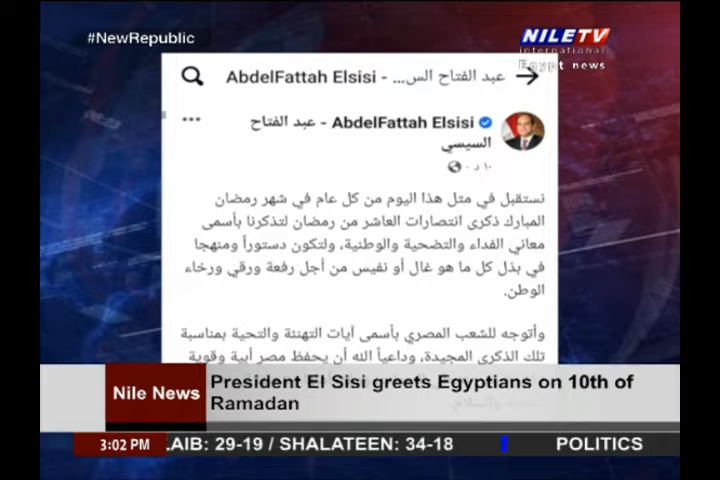 #NewRepublic
NILETV
international
Egypt news
AbdelFattah Elsisi - ...عبد الفتاح الس
AbdelFattah Elsisi - عبد الفتاح
السيسي
١٠ د ·
نستقبل في مثل هذا اليوم من كل عام في شهر رمضان
المبارك ذكرى انتصارات العاشر من رمضان لتذكرنا بأسمى
معاني الفداء والتضحية والوطنية، ولتكون دستوراً ومنهجا
في بذل كل ما هو غال أو نفيس من أجل رفعة ورقي ورخاء
الوطن.
وأتوجه للشعب المصري بأسمى آيات التهنئة والتحية بمناسبة
تلك الذكرى المجيدة، وداعياً الله أن يحفظ مصر أبية وقوية
Nile News
President El Sisi greets Egyptians on 10th of
Ramadan
3:02 PM
LAIB: 29-19 / SHALATEEN: 34-18
POLITICS